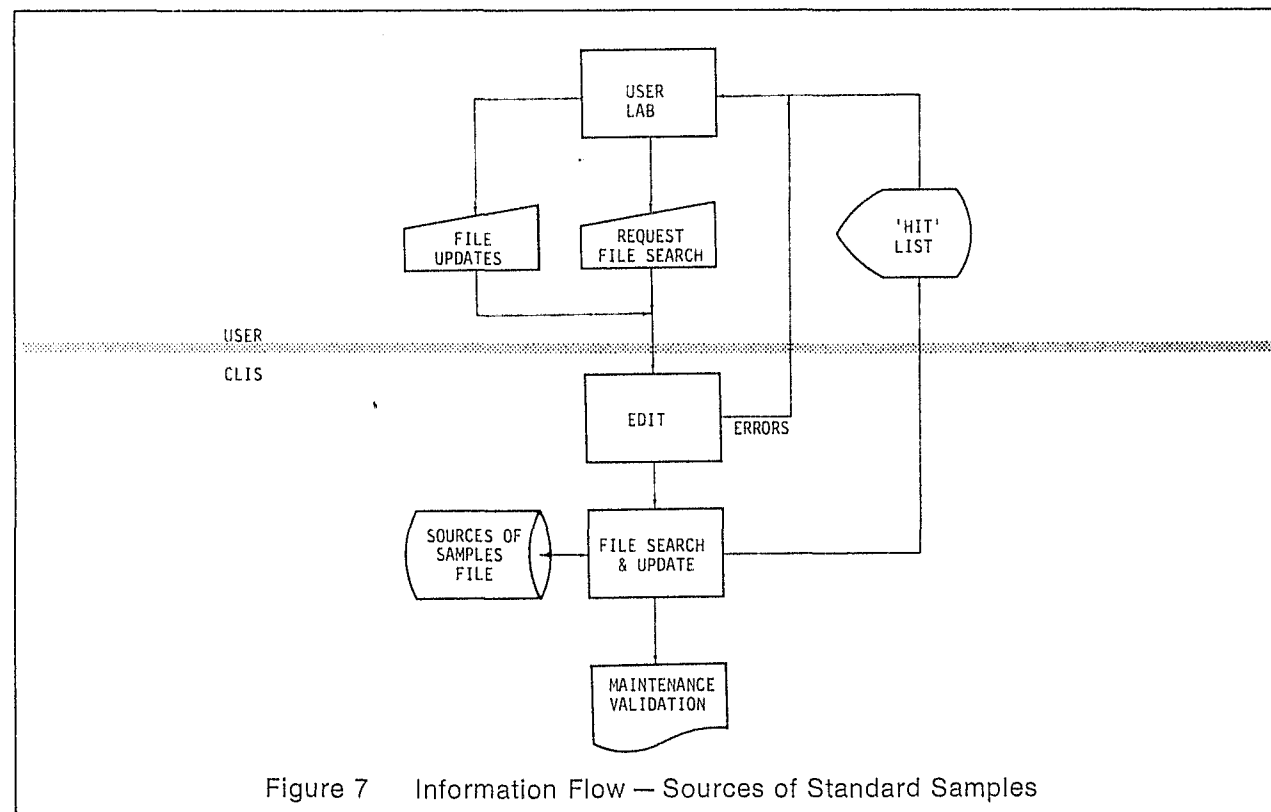 USER
LAB
FILE
UPDATES
REQUEST
FILE SEARCH
'HIT'
LIST
USER
CLIS
EDIT
ERRORS
SOURCES OF
SAMPLES
FILE
FILE SEARCH
& UPDATE
MAINTENANCE
VALIDATION
Figure 7 Information Flow — Sources of Standard Samples